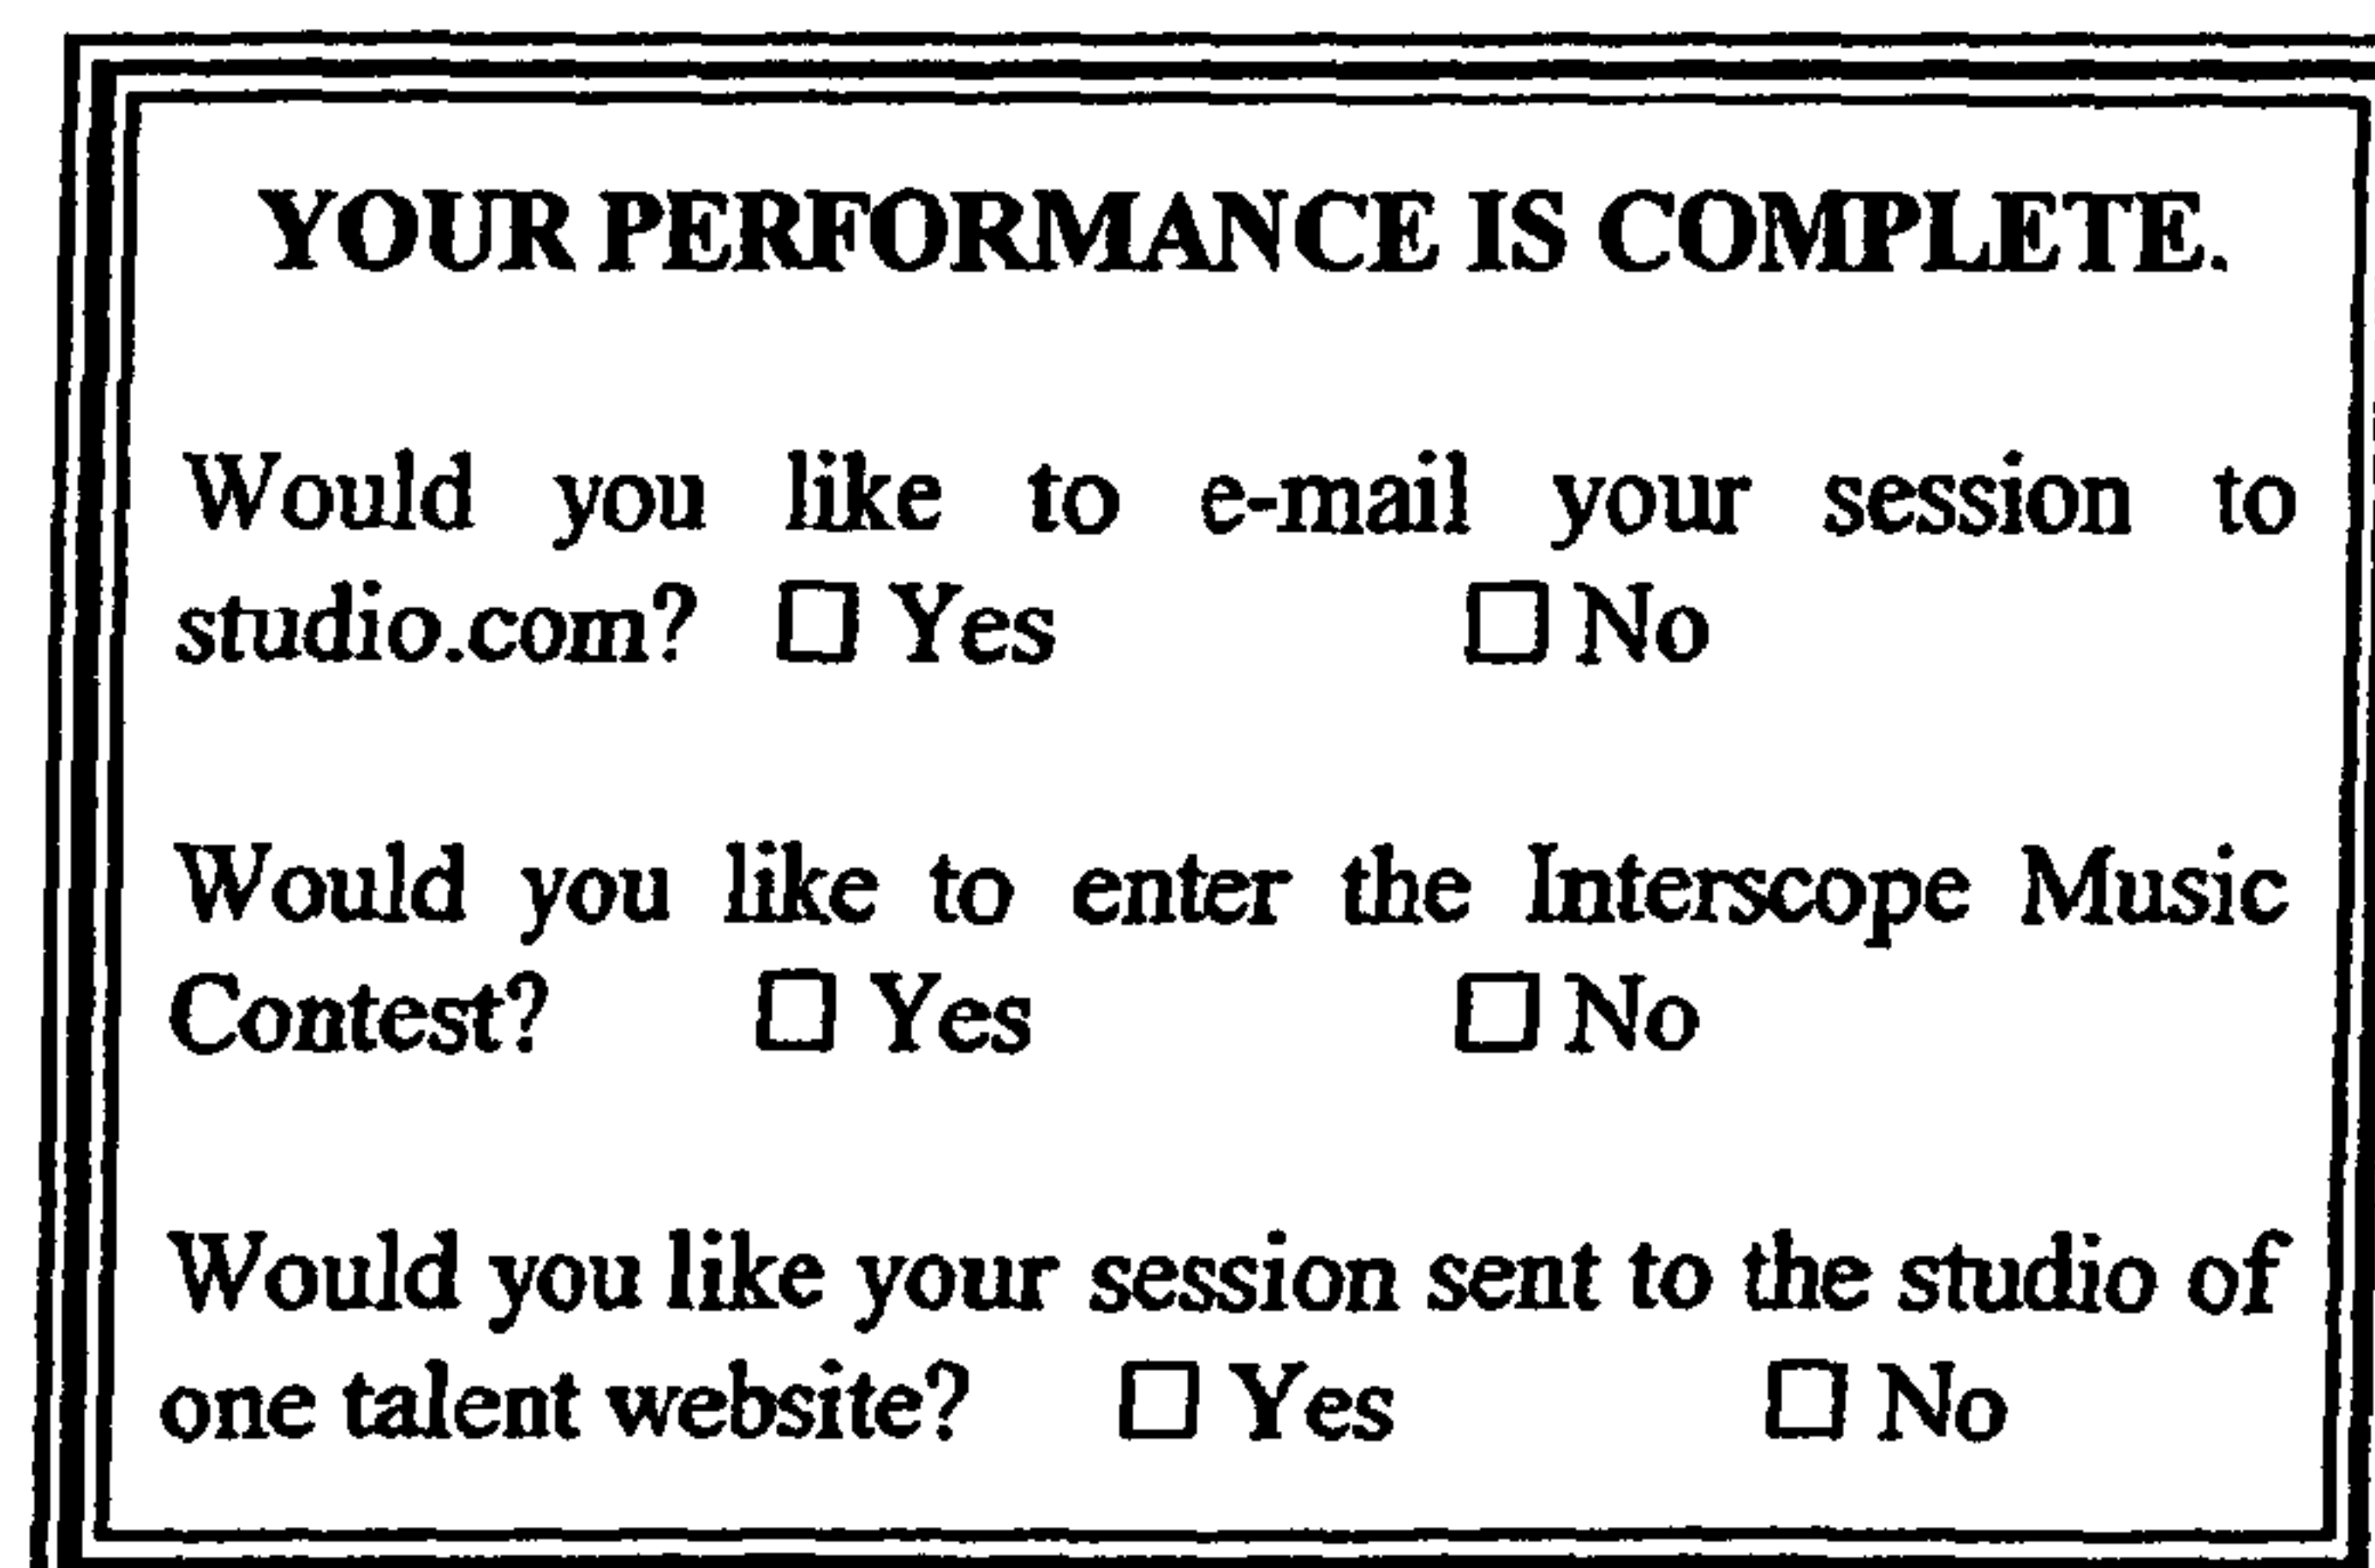 YOUR PERFORMANCE IS COMPLETE.
Would you like to e-mail your session to
studio.com? ☐ Yes ☐ No
Would you like to enter the Interscope Music
Contest? ☐ Yes ☐ No
Would you like your session sent to the studio of
one talent website? ☐ Yes ☐ No